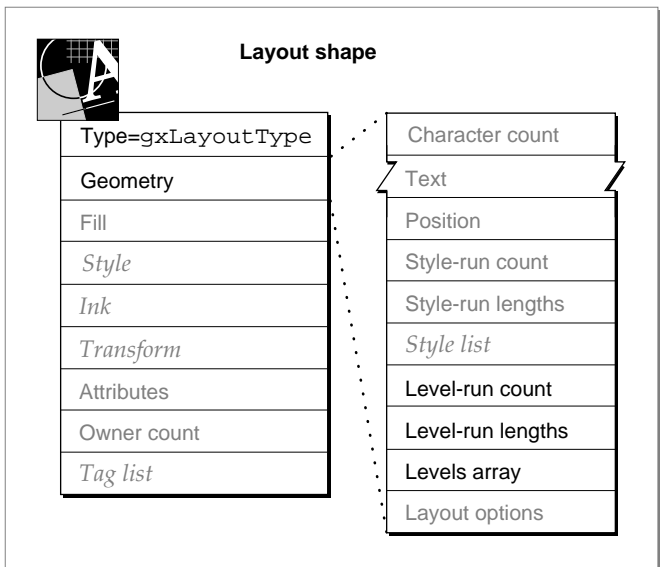 Layout shape
Type=gxLayoutType
Geometry
Fill
Style
Ink
Transform
Attributes
Owner count
Tag list
Character count
Text
Position
Style-run count
Style-run lengths
Style list
Level-run count
Level-run lengths
Levels array
Layout options